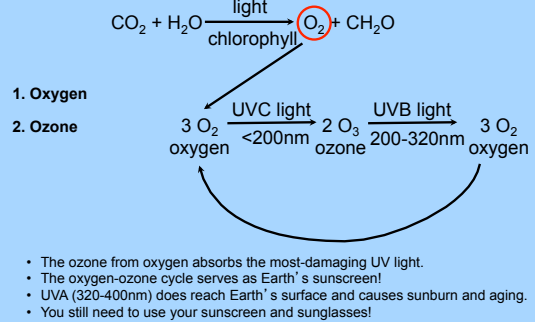 light
CO₂ + H₂O O₂ + CH₂O
chlorophyll
1. Oxygen
2. Ozone
UVC light UVB light
3 O₂ 2 O₃ 3 O₂
<200nm 200-320nm
oxygen ozone oxygen
• The ozone from oxygen absorbs the most-damaging UV light.
• The oxygen-ozone cycle serves as Earth's sunscreen!
• UVA (320-400nm) does reach Earth's surface and causes sunburn and aging.
• You still need to use your sunscreen and sunglasses!